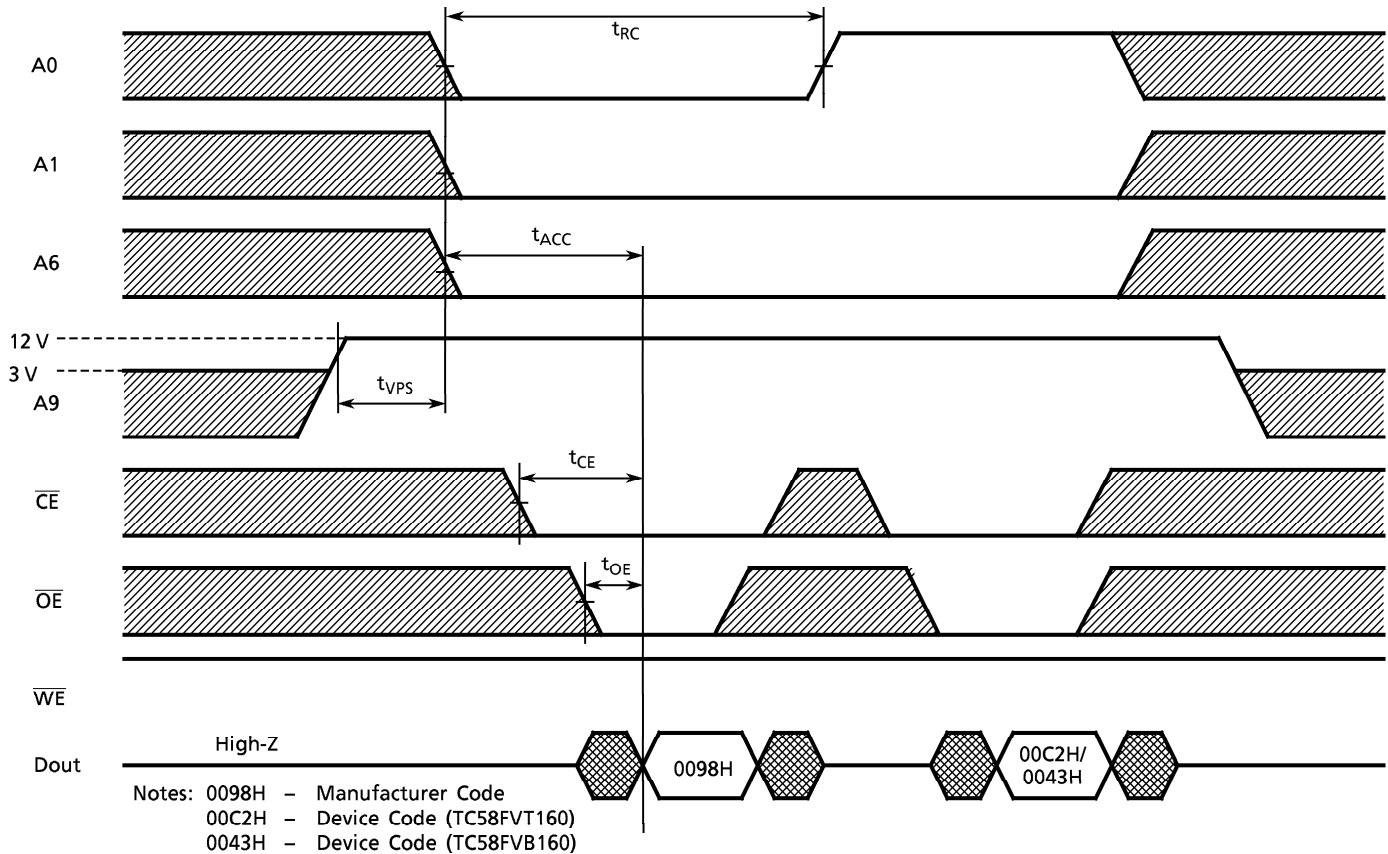 tRC
A0
A1
tACC
A6
12 V
3 V
tVPS
A9
tCE
CE
tOE
OE
WE
High-Z
Dout
0098H
00C2H/
0043H
Notes: 0098H – Manufacturer Code
00C2H – Device Code (TC58FVT160)
0043H – Device Code (TC58FVB160)